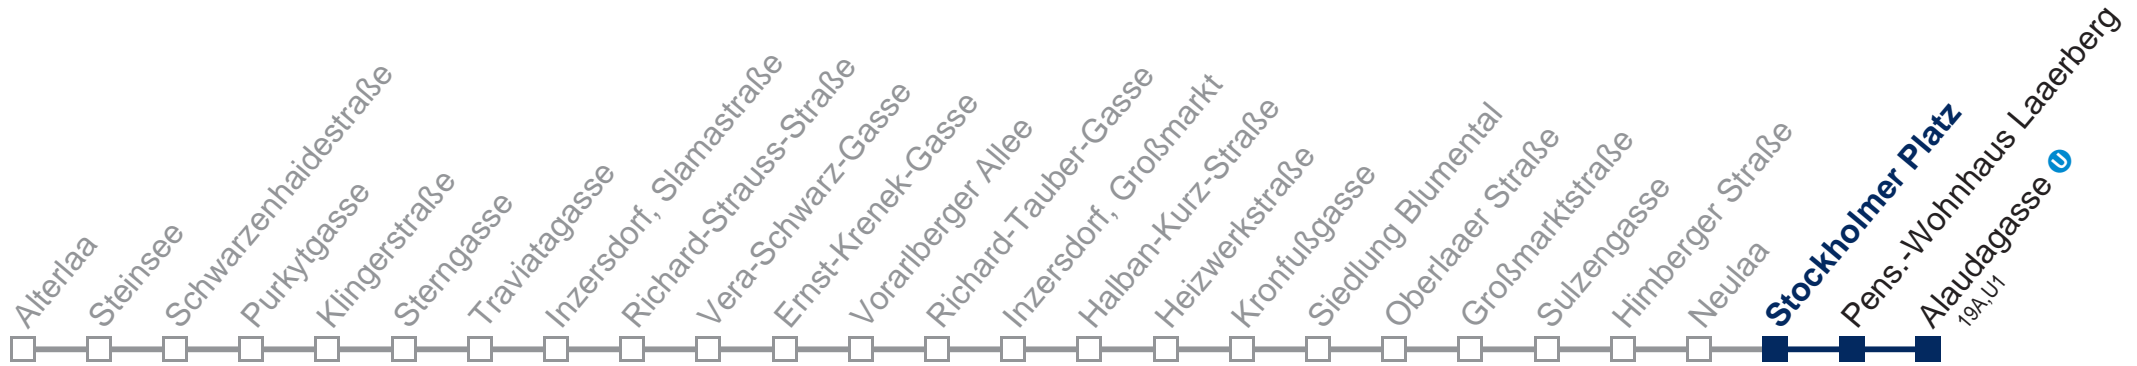 Alterlaa
Steinsee
Schwarzenhaidestraße
Purkytgasse
Klingerstraße
Sterngasse
Traviatagasse
Inzersdorf, Slamastraße
Richard-Strauss-Straße
Vera-Schwarz-Gasse
Ernst-Krenek-Gasse
Vorarlberger Allee
Richard-Tauber-Gasse
Inzersdorf, Großmarkt
Halban-Kurz-Straße
Heizwerkstraße
Kronfußgasse
Siedlung Blumental
Oberlaaer Straße
Großmarktstraße
Sulzengasse
Himberger Straße
Neulaa
Stockholmer Platz
Pens.-Wohnhaus Laaerberg
Alaudagasse U
19A,U1